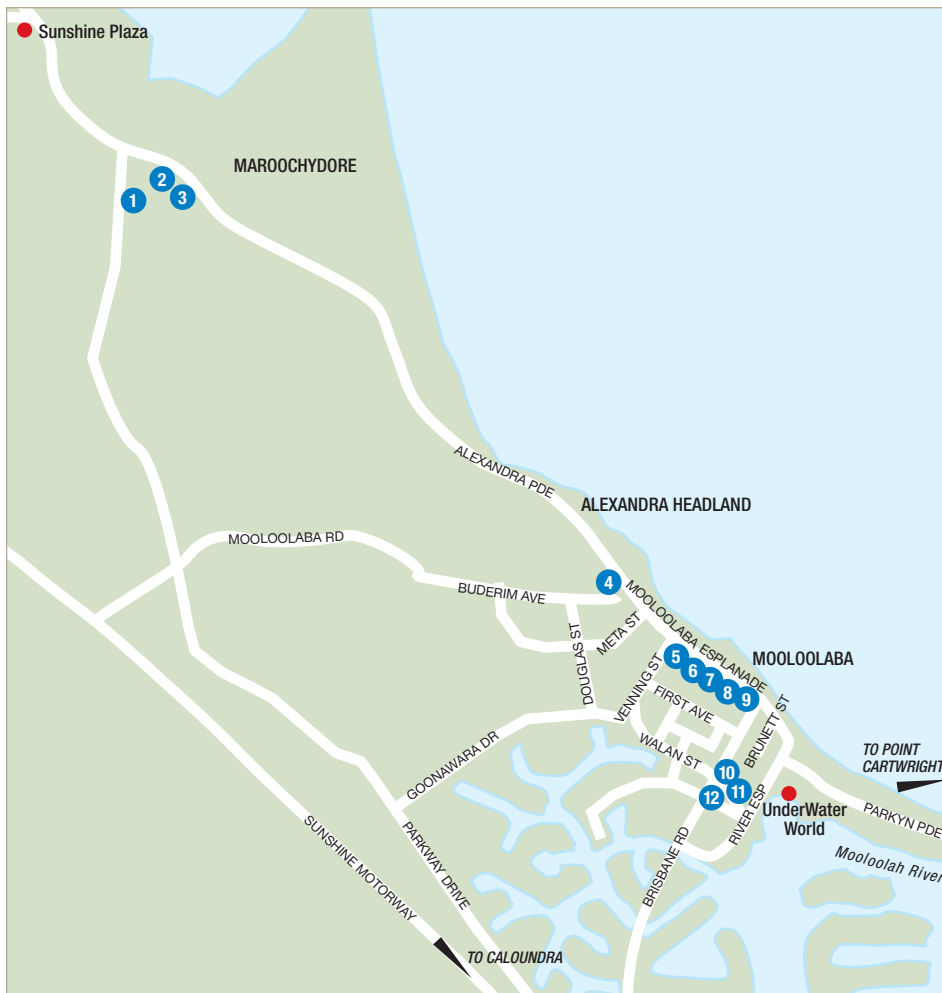 Sunshine Plaza
MAROOCHYDORE
2
1
3
ALEXANDRA PDE
ALEXANDRA HEADLAND
MOOLOOLABA RD
4
BUDERIM AVE
MOOLOOLABA ESPLANADE
META ST
DOUGLAS ST
MOOLOOLABA
5
6
7
8
9
VENNING ST
FIRST AVE
BRUNETT ST
WALAN ST
GOONAWARA DR
TO POINT
CARTWRIGHT
10
11
12
UnderWater
World
RIVER ESP
PARKYN PDE
Mooloolah River
BRISBANE RD
PARKWAY DRIVE
SUNSHINE MOTORWAY
TO CALOUNDRA